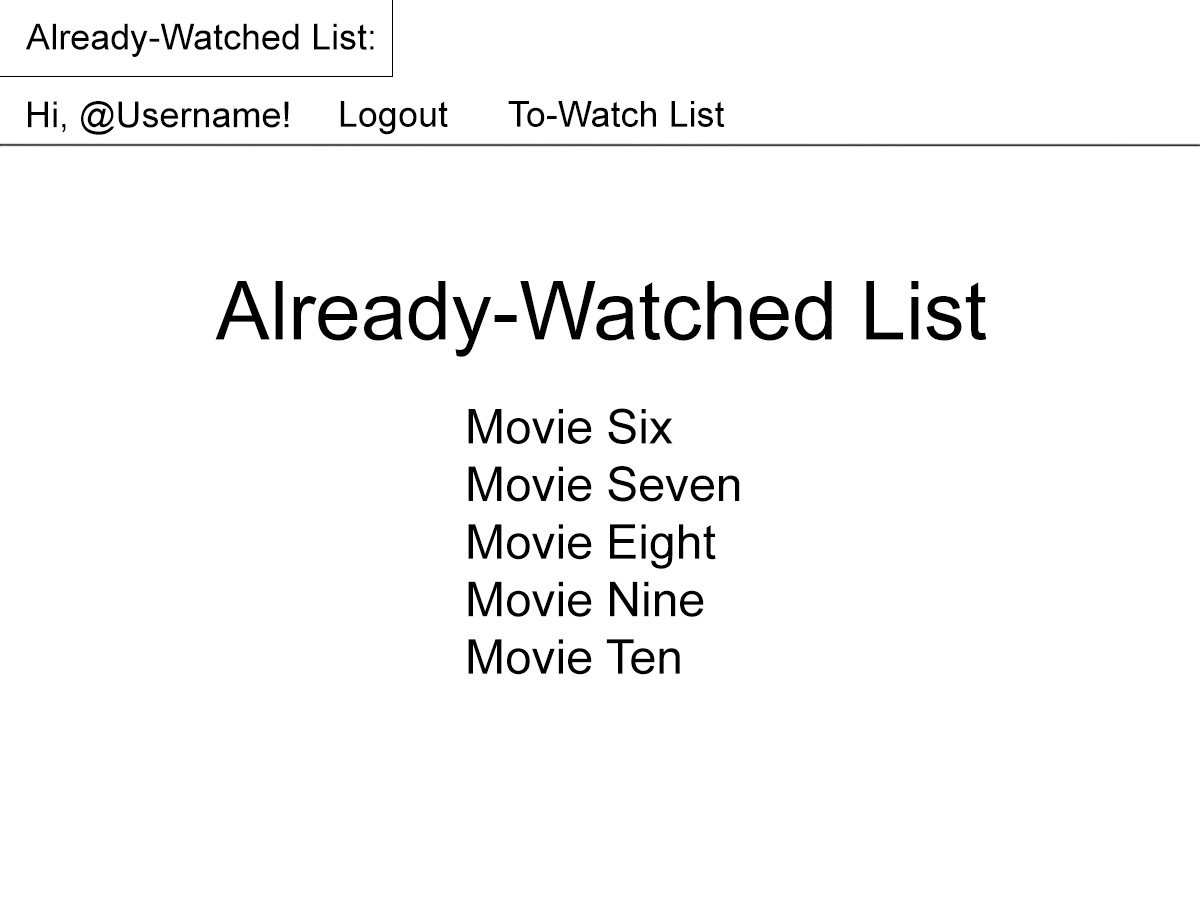 Already-Watched List:
Hi, @Username! Logout To-Watch List
Already-Watched List
Movie Six
Movie Seven
Movie Eight
Movie Nine
Movie Ten